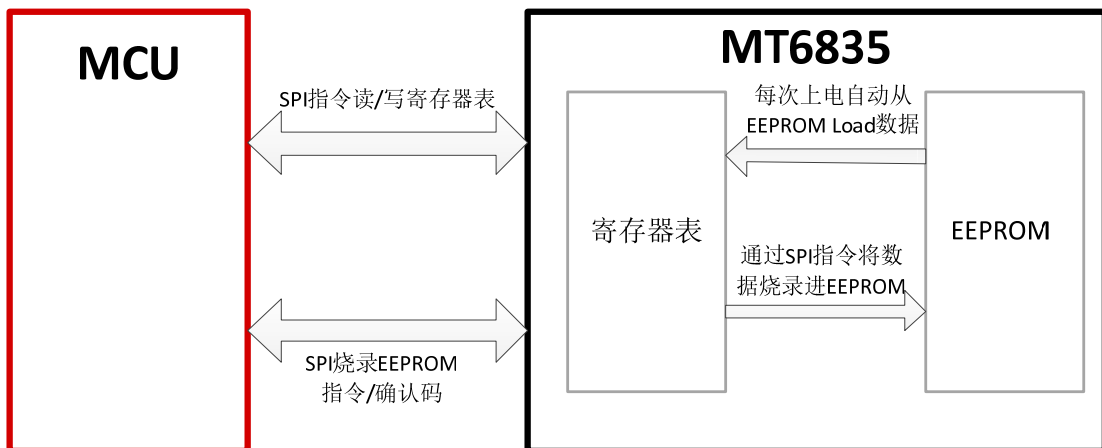 MCU
MT6835
SPI指令读/写寄存器表
每次上电自动从
EEPROM Load数据
寄存器表
EEPROM
通过SPI指令将数
据烧录进EEPROM
SPI烧录EEPROM
指令/确认码